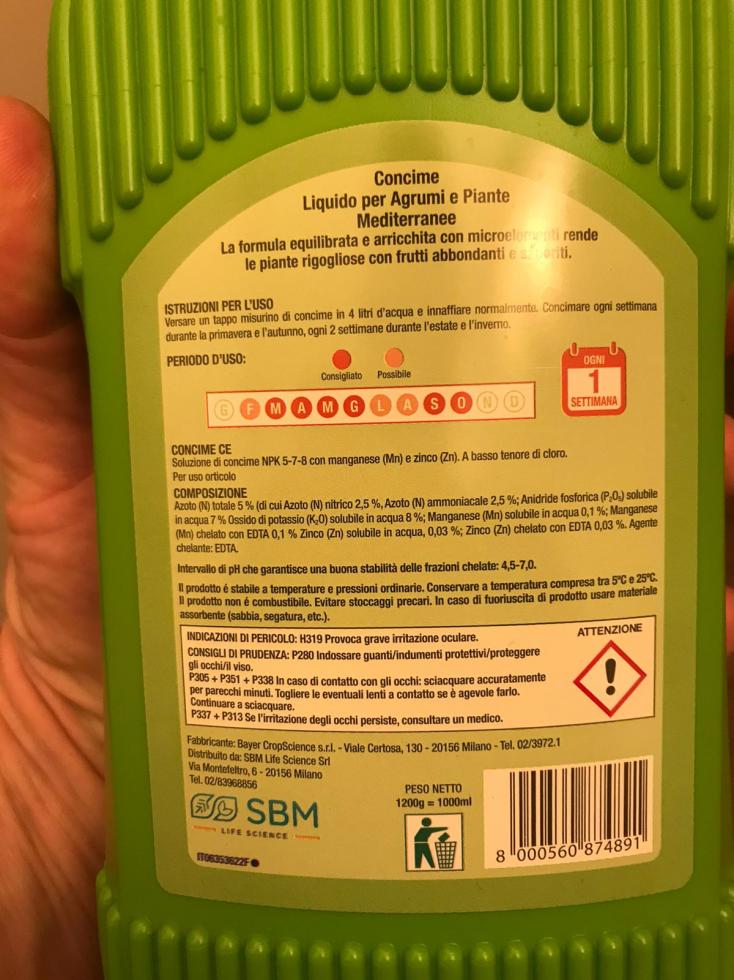 Concime
Liquido per Agrumi e Piante
Mediterranee
La formula equilibrata e arricchita con microelementi rende
le piante rigogliose con frutti abbondanti e saporiti.
ISTRUZIONI PER L'USO
Versare un tappo misurino di concime in 4 litri d'acqua e innaffiare normalmente. Concimare ogni settimana
durante la primavera e l'autunno, ogni 2 settimane durante l'estate e l'inverno.
PERIODO D'USO:
Consigliato Possibile
G F M A M G L A S O N D
OGNI
1
SETTIMANA
CONCIME CE
Soluzione di concime NPK 5-7-8 con manganese (Mn) e zinco (Zn). A basso tenore di cloro.
Per uso orticolo
COMPOSIZIONE
Azoto (N) totale 5 % (di cui Azoto (N) nitrico 2,5 %, Azoto (N) ammoniacale 2,5 %; Anidride fosforica (P₂O₅) solubile
in acqua 7 % Ossido di potassio (K₂O) solubile in acqua 8 %; Manganese (Mn) solubile in acqua 0,1 %; Manganese
(Mn) chelato con EDTA 0,1 % Zinco (Zn) solubile in acqua, 0,03 %; Zinco (Zn) chelato con EDTA 0,03 %. Agente
chelante: EDTA.
Intervallo di pH che garantisce una buona stabilità delle frazioni chelate: 4,5-7,0.
Il prodotto é stabile a temperature e pressioni ordinarie. Conservare a temperatura compresa tra 5°C e 25°C.
Il prodotto non é combustibile. Evitare stoccaggi precari. In caso di fuoriuscita di prodotto usare materiale
assorbente (sabbia, segatura, etc.).
INDICAZIONI DI PERICOLO: H319 Provoca grave irritazione oculare.
CONSIGLI DI PRUDENZA: P280 Indossare guanti/indumenti protettivi/proteggere
gli occhi/il viso.
P305 + P351 + P338 In caso di contatto con gli occhi: sciacquare accuratamente
per parecchi minuti. Togliere le eventuali lenti a contatto se è agevole farlo.
Continuare a sciacquare.
P337 + P313 Se l'irritazione degli occhi persiste, consultare un medico.
ATTENZIONE
Fabbricante: Bayer CropScience s.r.l. - Viale Certosa, 130 - 20156 Milano - Tel. 02/3972.1
Distribuito da: SBM Life Science Srl
Via Montefeltro, 6 - 20156 Milano
Tel. 02/83968856
SBM
LIFE SCIENCE
IT06353622F
PESO NETTO
1200g = 1000ml
8 000560 874891